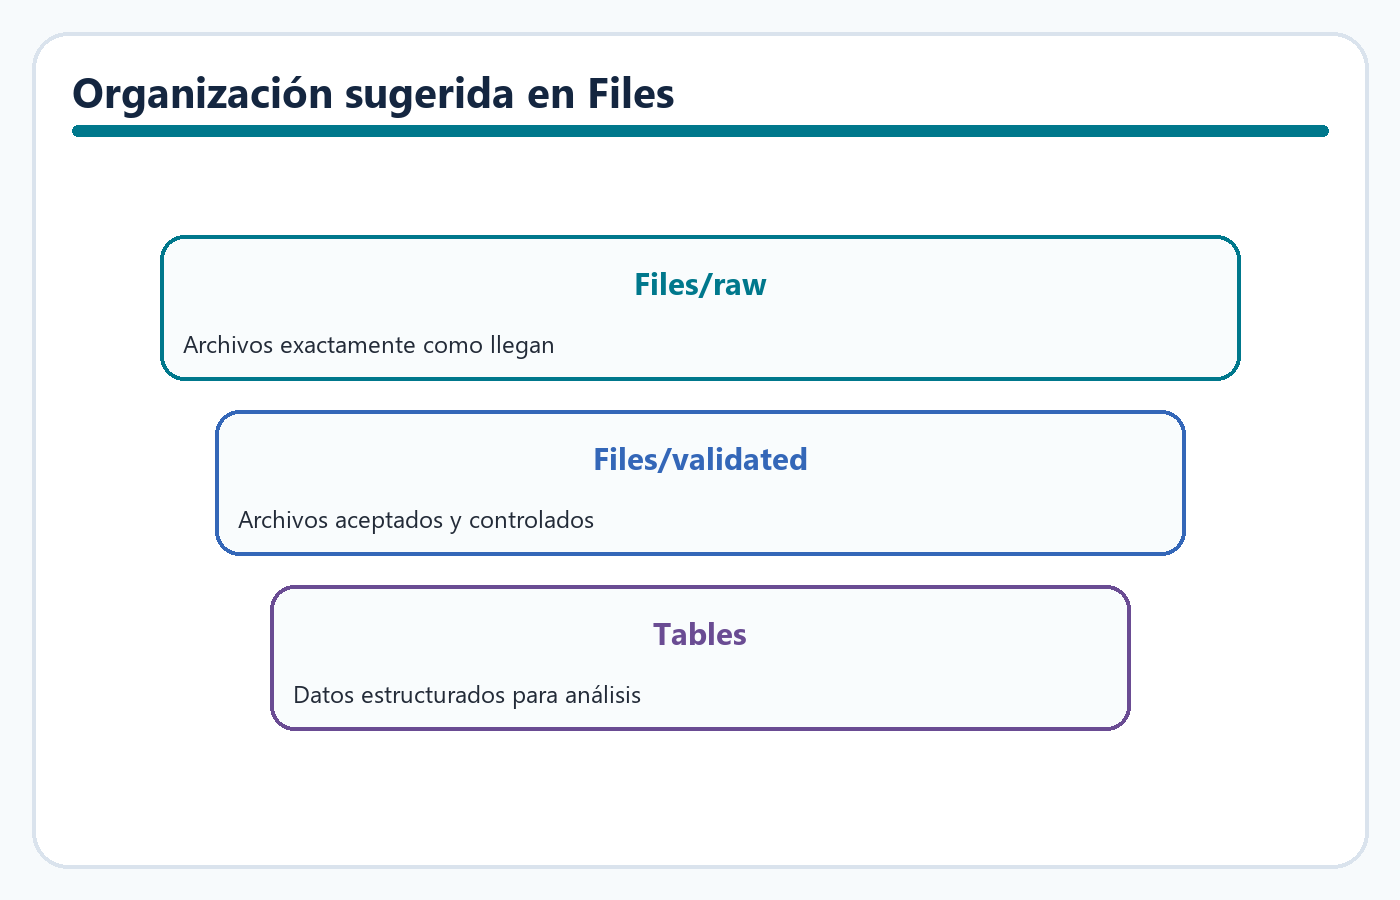 Organización sugerida en Files
Files/raw
Archivos exactamente como llegan
Files/validated
Archivos aceptados y controlados
Tables
Datos estructurados para análisis